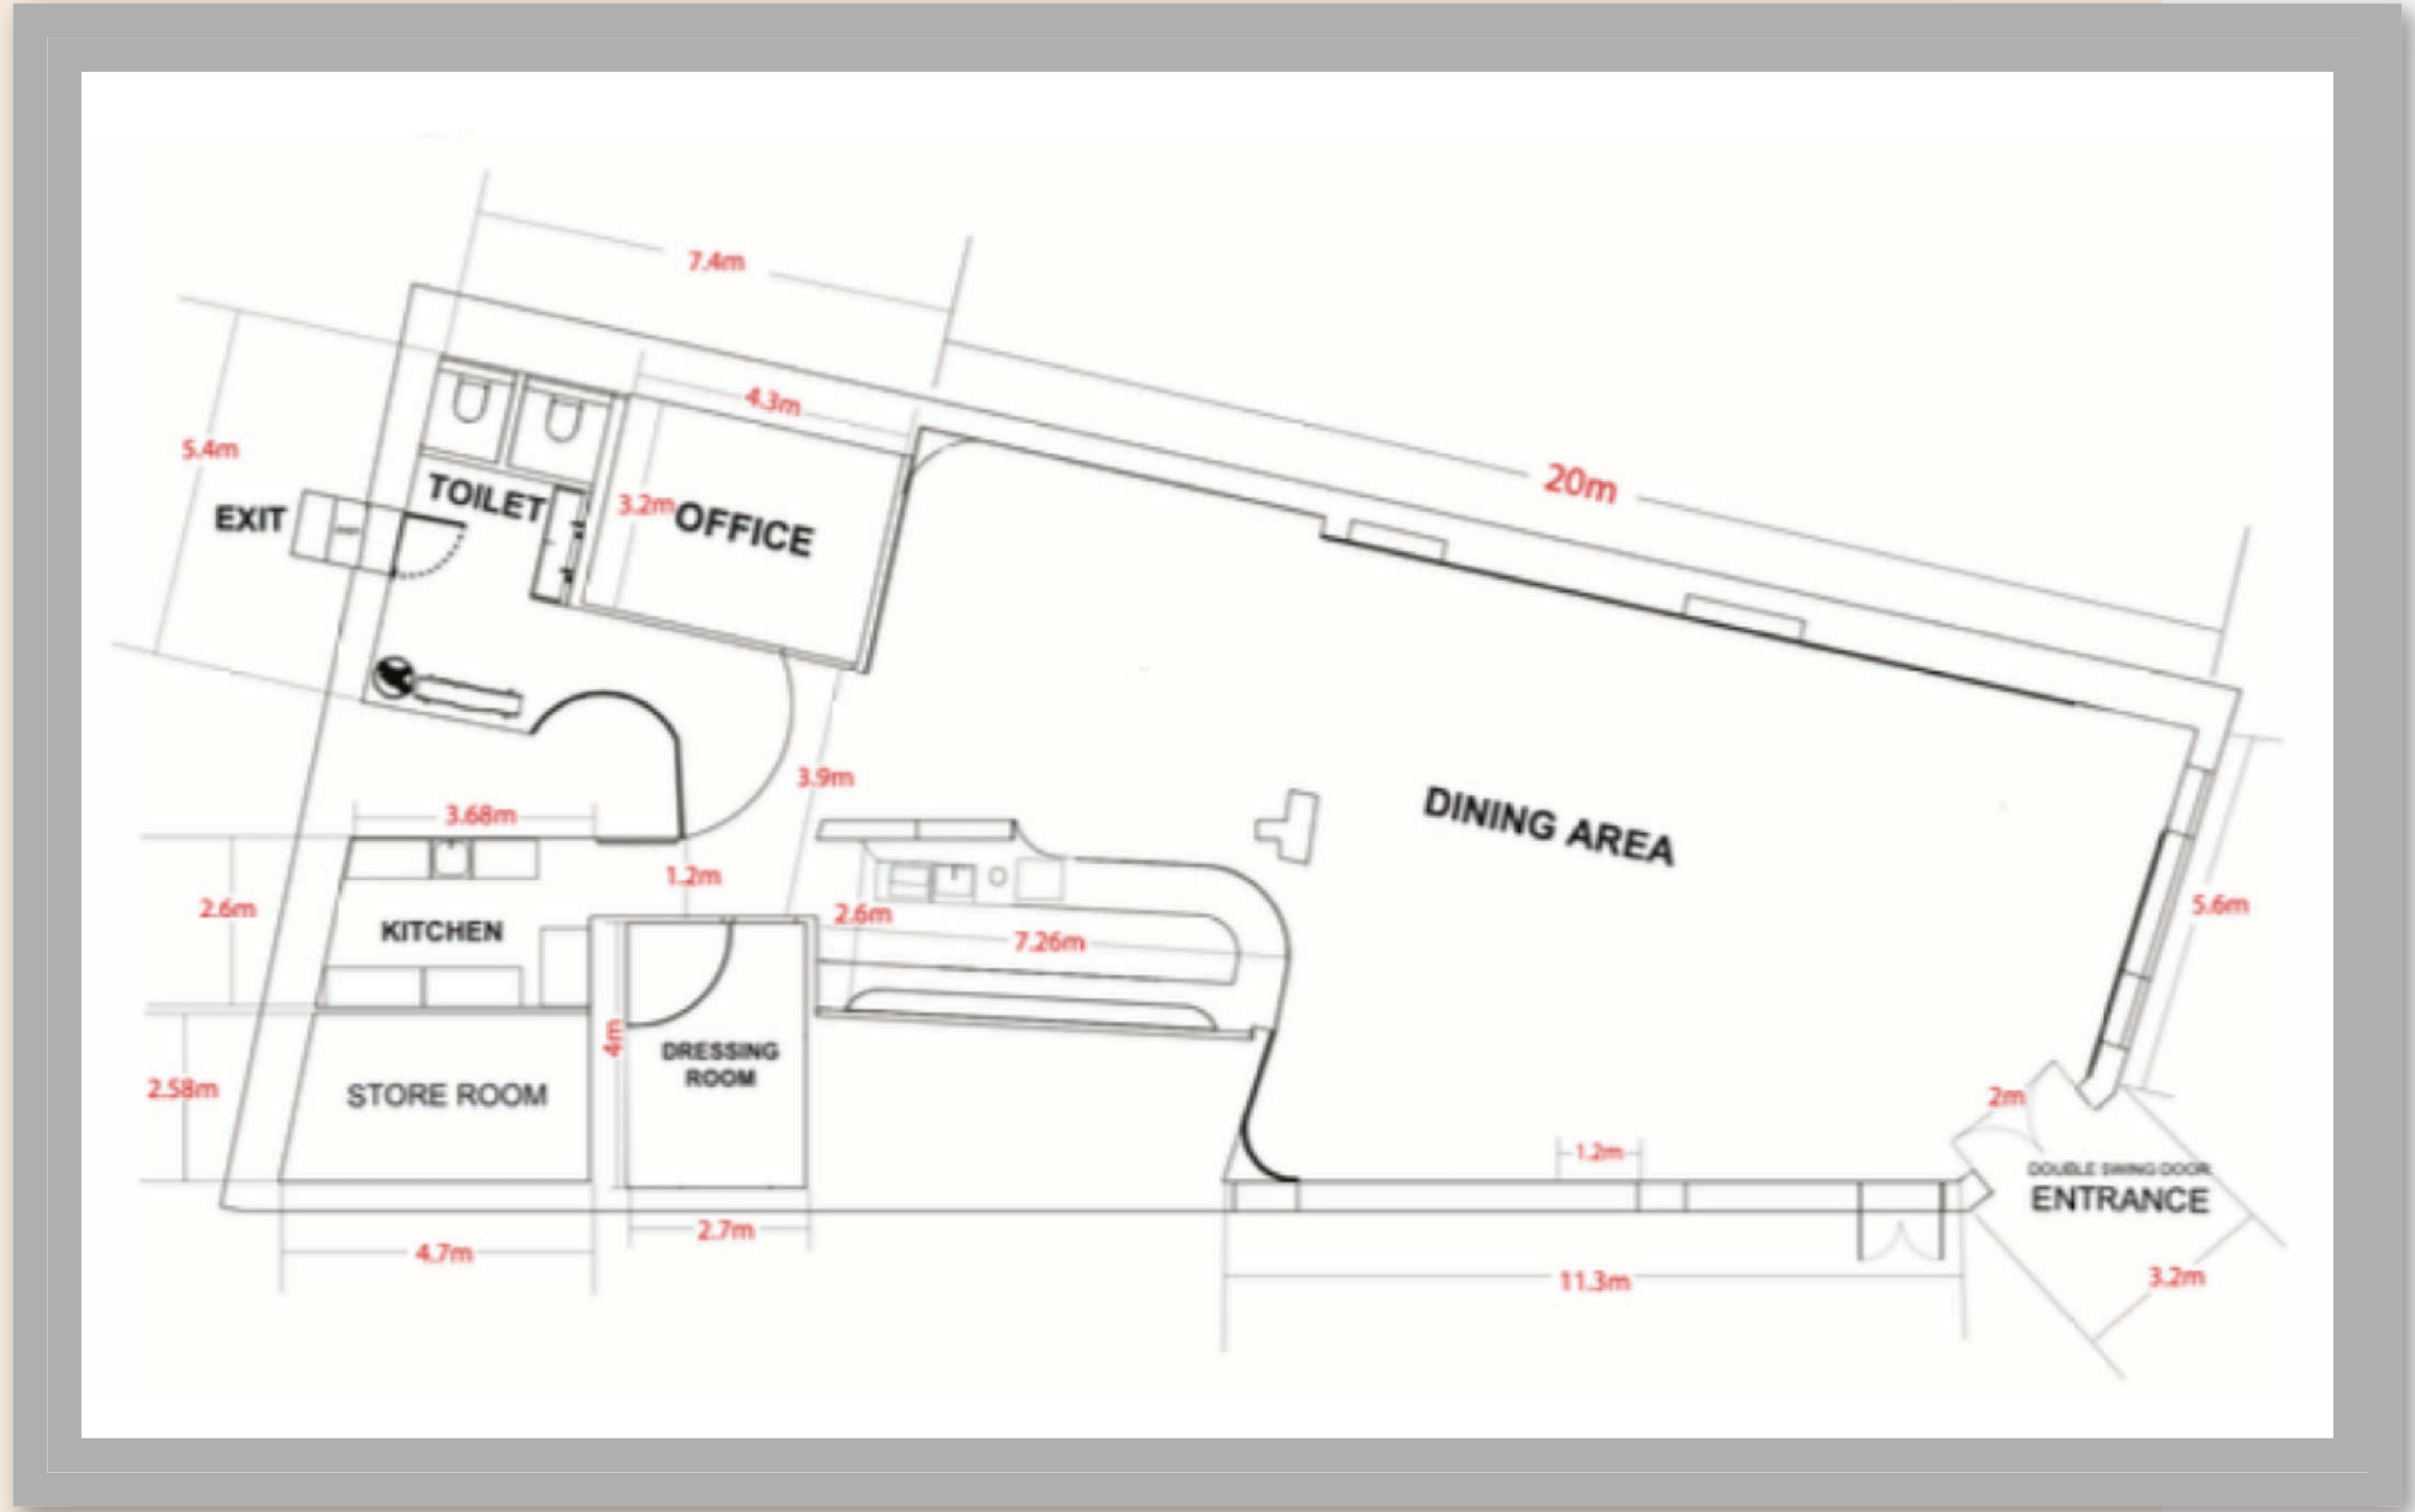 7.4m
4.3m
5.4m
20m
TOILET
3.2m
OFFICE
EXIT
3.9m
DINING AREA
3.68m
1.2m
2.6m
KITCHEN
2.6m
7.26m
5.6m
4m
DRESSING
ROOM
2.58m
STORE ROOM
2m
1.2m
DOUBLE SWING DOOR
ENTRANCE
2.7m
4.7m
11.3m
3.2m